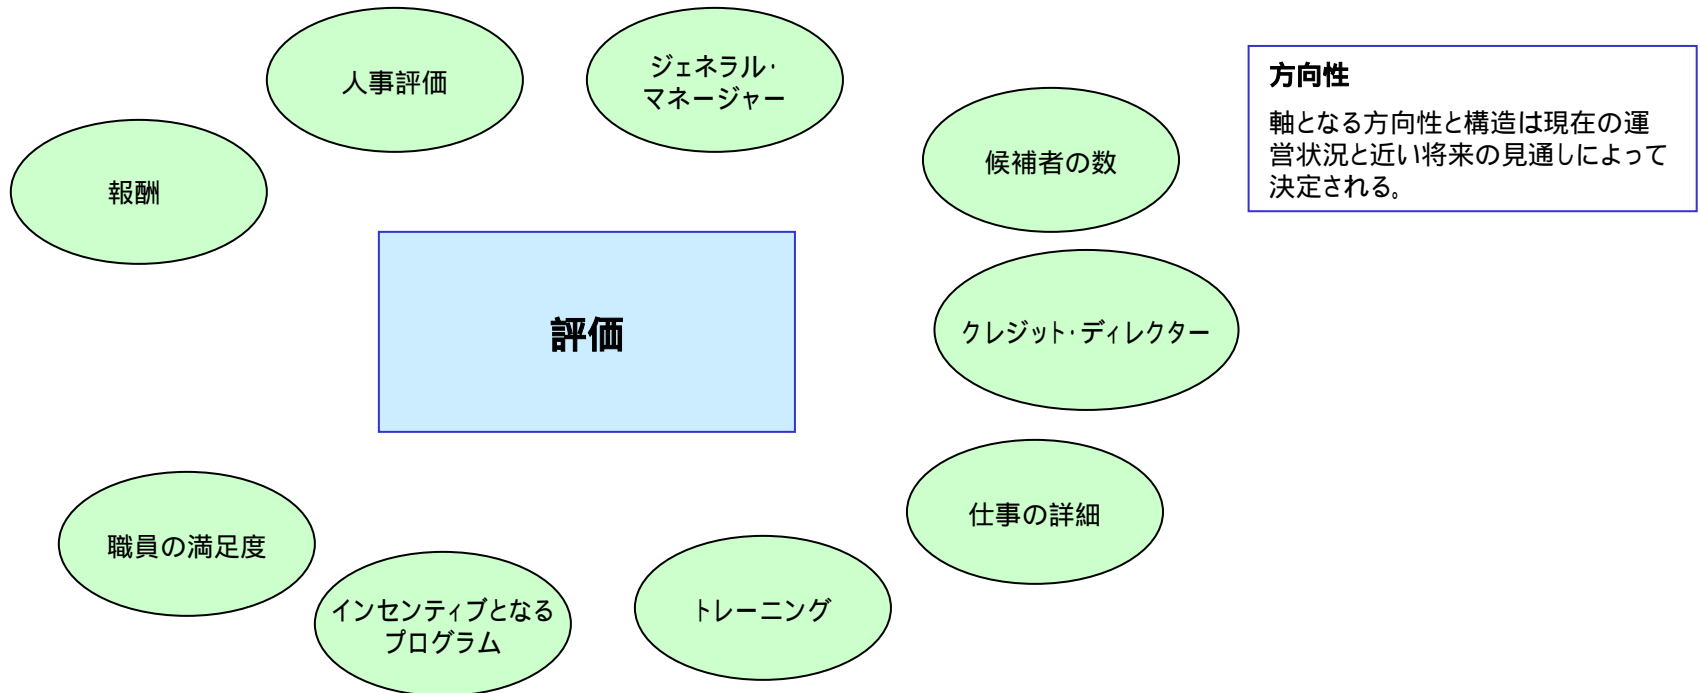 人事評価
ジェネラル・
マネージャー
方向性
軸となる方向性と構造は現在の運
営状況と近い将来の見通しによって
決定される。
候補者の数
報酬
評価
クレジット・ディレクター
仕事の詳細
職員の満足度
インセンティブとなる
プログラム
トレーニング